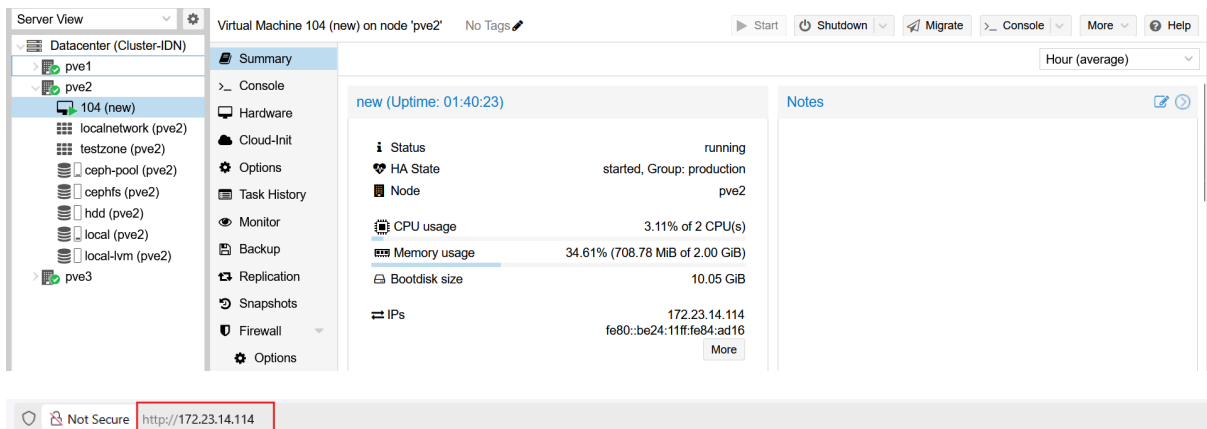 Server View
Virtual Machine 104 (new) on node 'pve2' No Tags Start Shutdown Migrate >_ Console More Help
Datacenter (Cluster-IDN)
pve1
pve2
104 (new)
localnetwork (pve2)
testzone (pve2)
ceph-pool (pve2)
cephfs (pve2)
hdd (pve2)
local (pve2)
local-lvm (pve2)
pve3
Summary
>_ Console
Hardware
Cloud-Init
Options
Task History
Monitor
Backup
Replication
Snapshots
Firewall
Options
Hour (average)
new (Uptime: 01:40:23)
Status running
HA State started, Group: production
Node pve2
CPU usage 3.11% of 2 CPU(s)
Memory usage 34.61% (708.78 MiB of 2.00 GiB)
Bootdisk size 10.05 GiB
IPs 172.23.14.114
fe80::be24:11ff:fe84:ad16
More
Notes
Not Secure http://172.23.14.114